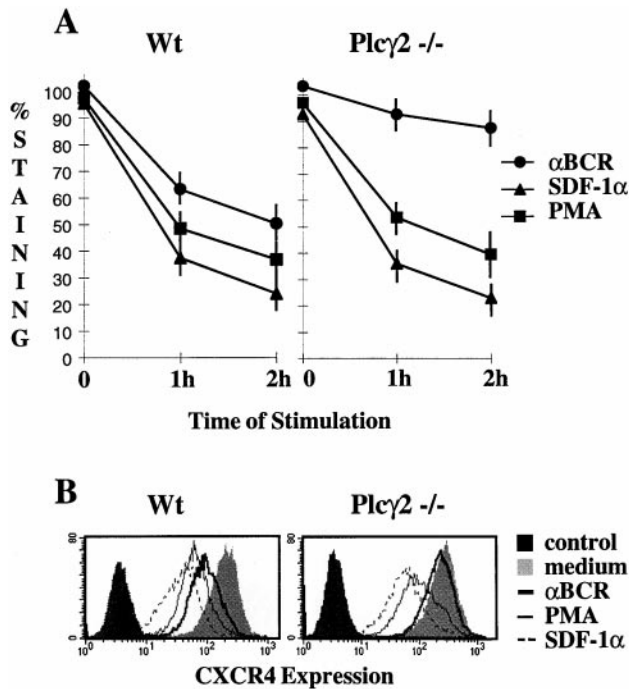 A
Wt
Plcγ2 -/-
% STAINING
100
90
80
70
60
50
40
30
20
10
0
0 1h 2h
0 1h 2h
αBCR
SDF-1α
PMA
Time of Stimulation
B
Wt
Plcγ2 -/-
80
0
10⁰ 10¹ 10² 10³
80
0
10⁰ 10¹ 10² 10³
control
medium
αBCR
PMA
SDF-1α
CXCR4 Expression